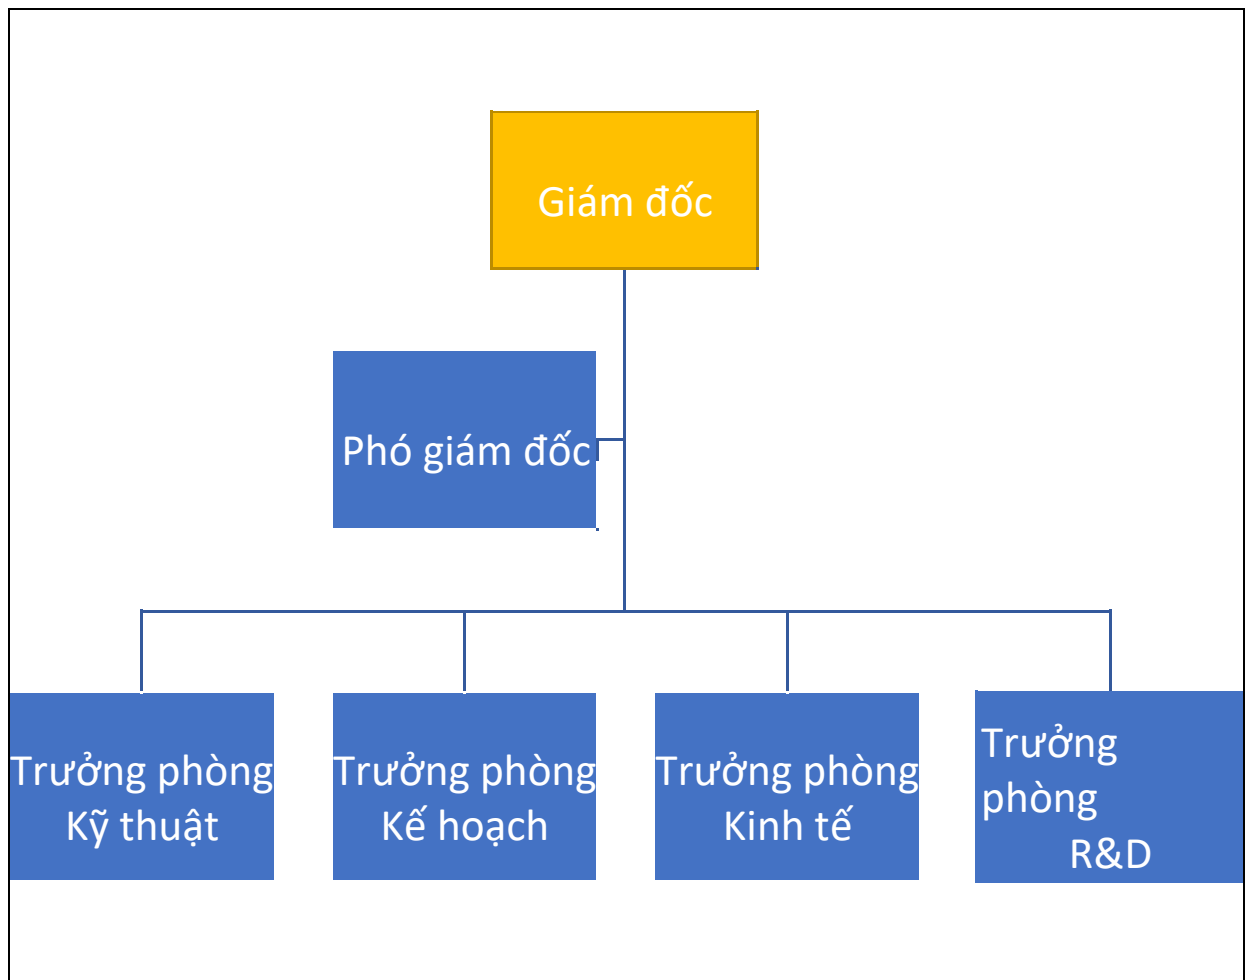 Giám đốc
Phó giám đốc
Trưởng phòng
Kỹ thuật
Trưởng phòng
Kế hoạch
Trưởng phòng
Kinh tế
Trưởng
phòng
R&D